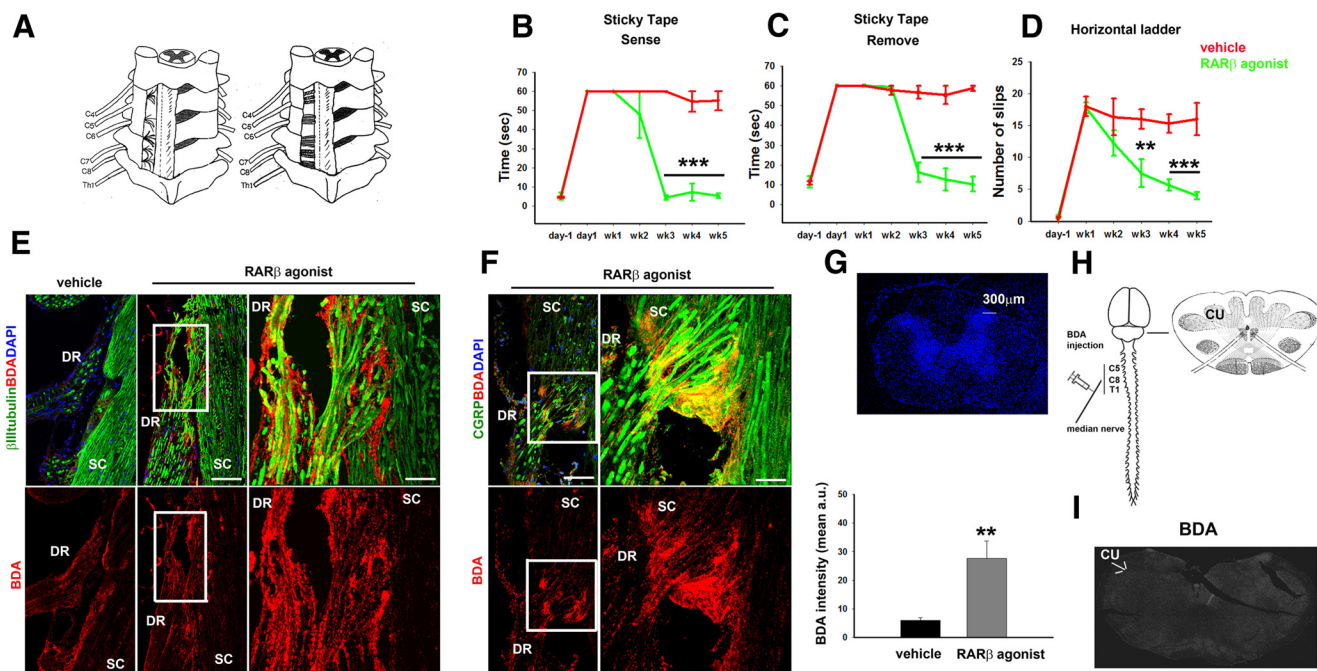 A
C4
C5
C6
C7
C8
Th1
C4
C5
C6
C7
C8
Th1
B
Sticky Tape
Sense
Time (sec)
70
60
50
40
30
20
10
0
***
day-1 day1 wk1 wk2 wk3 wk4 wk5
C
Sticky Tape
Remove
Time (sec)
70
60
50
40
30
20
10
0
***
day-1 day1 wk1 wk2 wk3 wk4 wk5
D
Horizontal ladder
vehicle
RARβ agonist
Number of slips
25
20
15
10
5
0
**
***
day-1 wk1 wk2 wk3 wk4 wk5
E
vehicle
RARβ agonist
βIIItubulinBDADAPI
DR
SC
DR
SC
DR
SC
BDA
DR
SC
DR
SC
DR
SC
F
RARβ agonist
CGRPBDADAPI
SC
DR
SC
DR
BDA
SC
DR
SC
DR
G
300μm
BDA intensity (mean a.u.)
50
40
30
20
10
0
**
vehicle RARβ agonist
H
CU
BDA
injection
C5
C8
T1
median nerve
I
BDA
CU